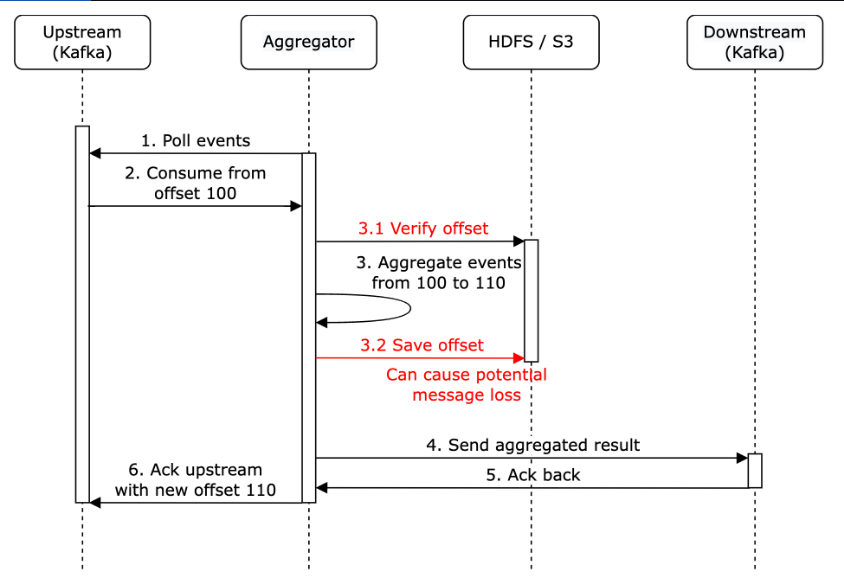 Upstream
(Kafka)
Aggregator
HDFS / S3
Downstream
(Kafka)
1. Poll events
2. Consume from
offset 100
3.1 Verify offset
3. Aggregate events
from 100 to 110
3.2 Save offset
Can cause potential
message loss
4. Send aggregated result
5. Ack back
6. Ack upstream
with new offset 110